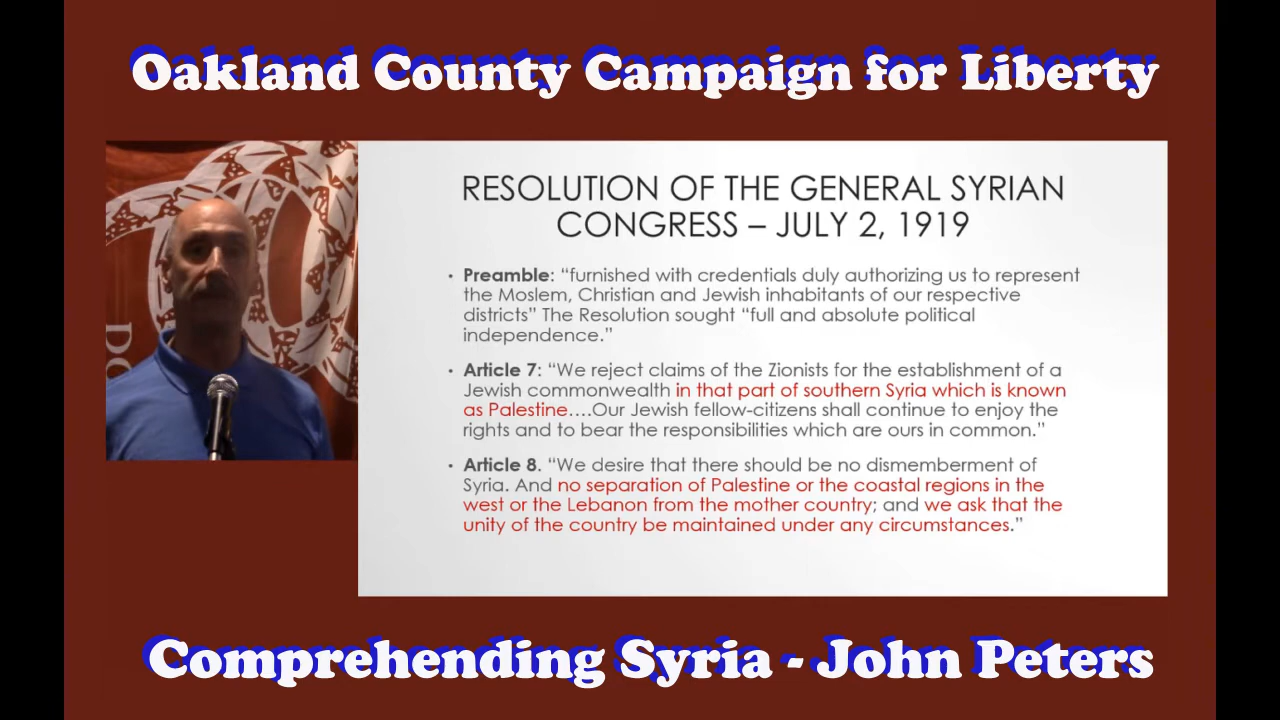 Oakland County Campaign for Liberty
RESOLUTION OF THE GENERAL SYRIAN
CONGRESS – JULY 2, 1919
• Preamble: “furnished with credentials duly authorizing us to represent
the Moslem, Christian and Jewish inhabitants of our respective
districts” The Resolution sought “full and absolute political
independence.”
• Article 7: “We reject claims of the Zionists for the establishment of a
Jewish commonwealth in that part of southern Syria which is known
as Palestine….Our Jewish fellow-citizens shall continue to enjoy the
rights and to bear the responsibilities which are ours in common.”
• Article 8. “We desire that there should be no dismemberment of
Syria. And no separation of Palestine or the coastal regions in the
west or the Lebanon from the mother country; and we ask that the
unity of the country be maintained under any circumstances.”
Comprehending Syria - John Peters